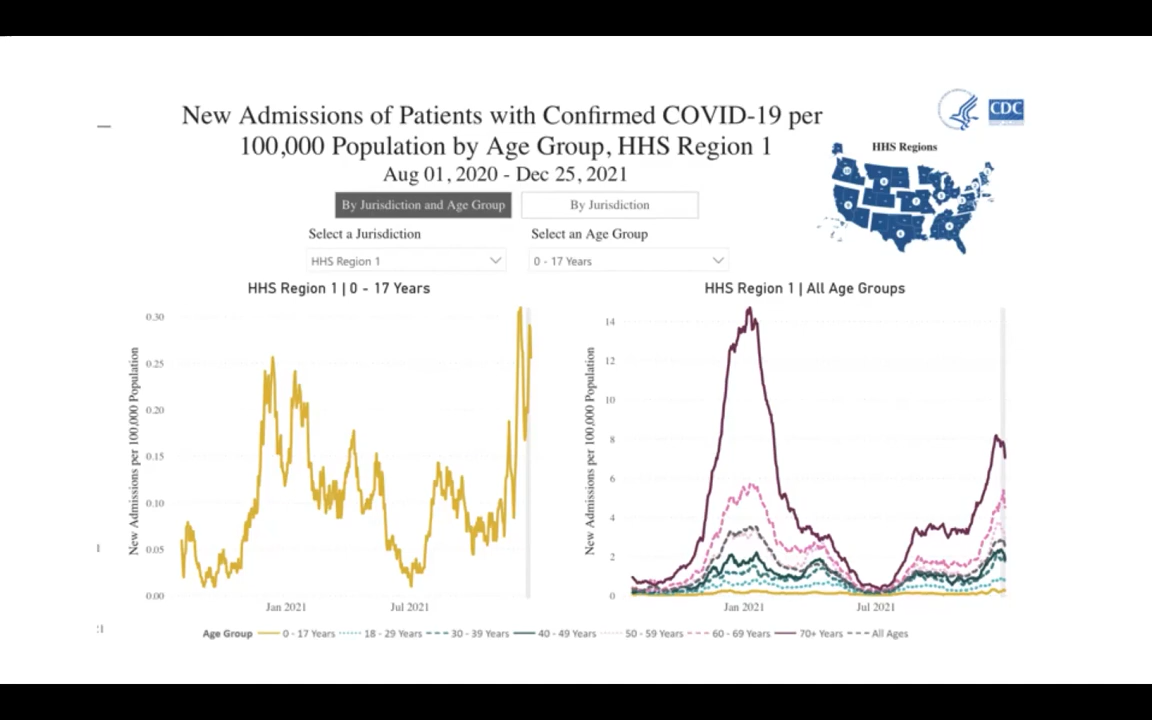 New Admissions of Patients with Confirmed COVID-19 per
100,000 Population by Age Group, HHS Region 1
Aug 01, 2020 - Dec 25, 2021
CDC
HHS Regions
By Jurisdiction and Age Group
By Jurisdiction
Select a Jurisdiction
Select an Age Group
HHS Region 1
0 - 17 Years
HHS Region 1 | 0 - 17 Years
New Admissions per 100,000 Population
0.30
0.25
0.20
0.15
0.10
0.05
0.00
Jan 2021
Jul 2021
HHS Region 1 | All Age Groups
New Admissions per 100,000 Population
14
12
10
8
6
4
2
0
Jan 2021
Jul 2021
Age Group 0 - 17 Years 18 - 29 Years 30 - 39 Years 40 - 49 Years 50 - 59 Years 60 - 69 Years 70+ Years All Ages